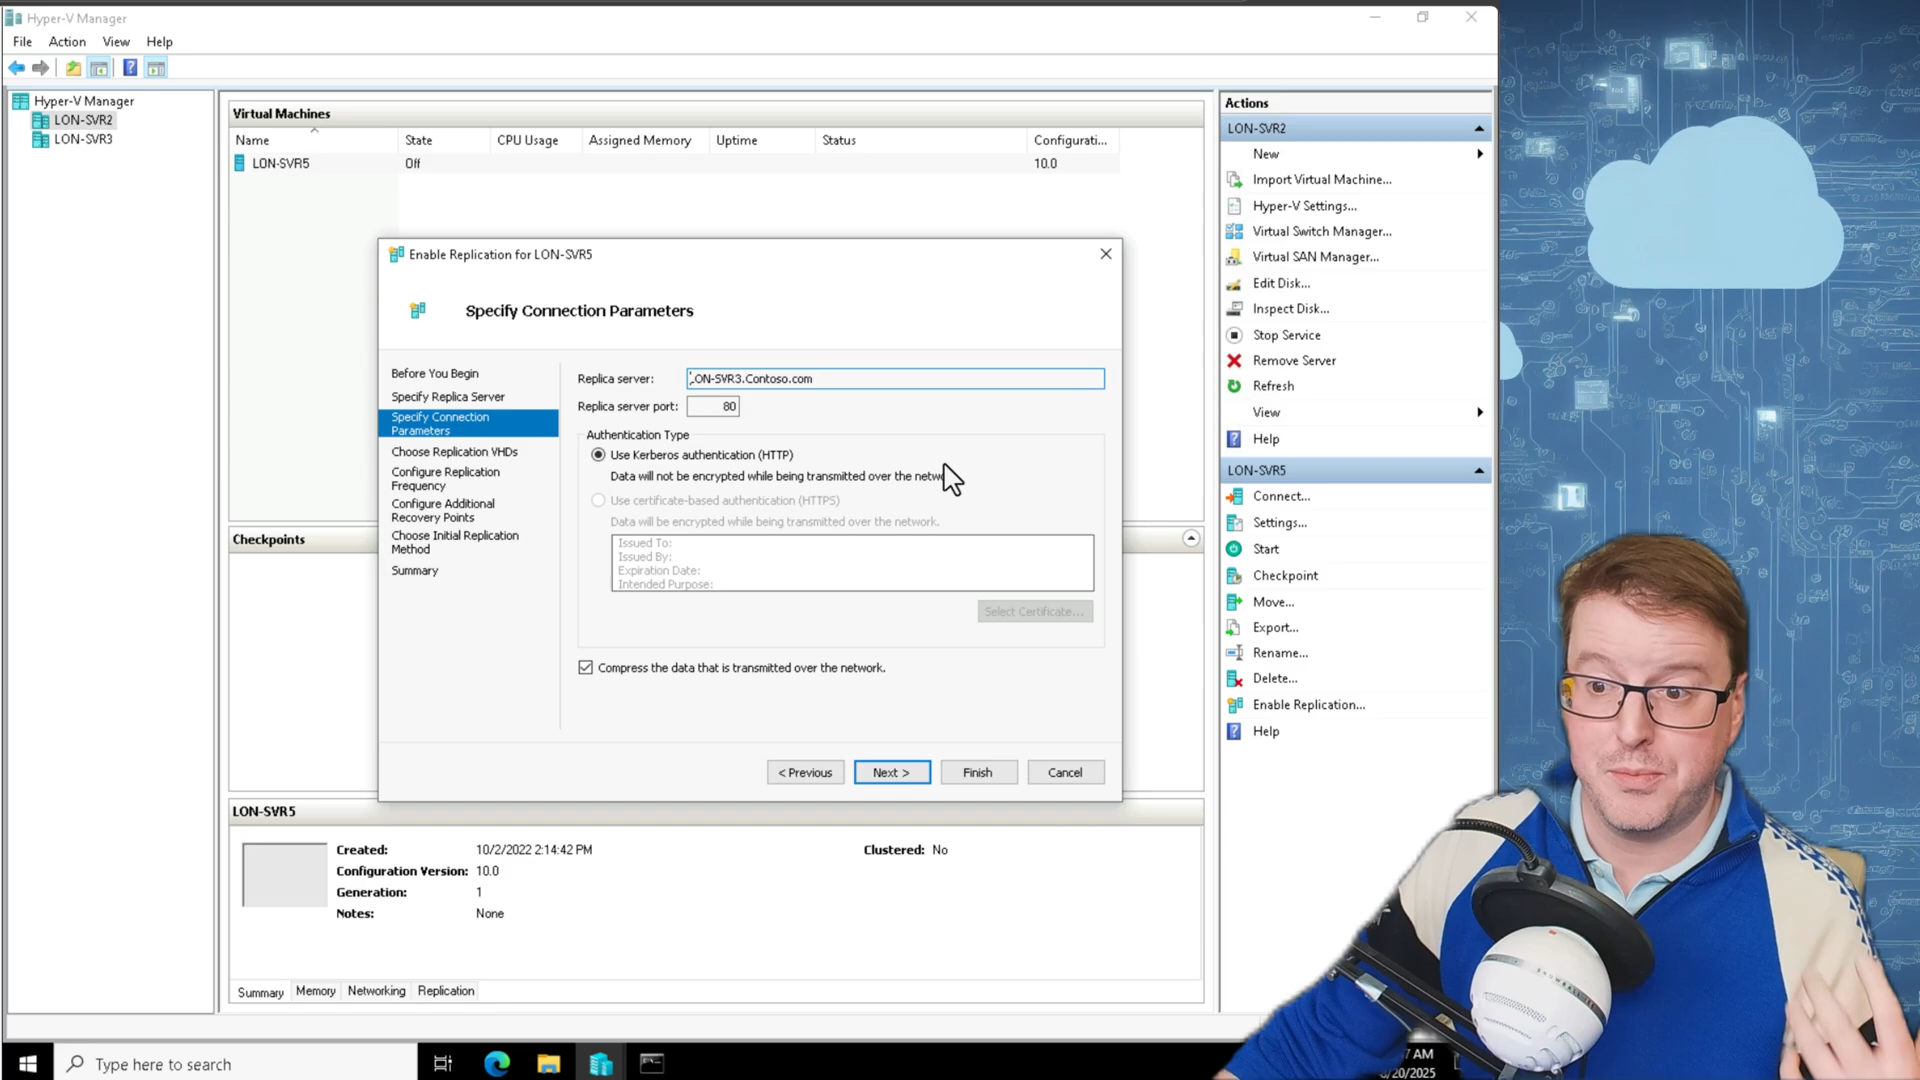 Hyper-V Manager
File Action View Help
Hyper-V Manager
LON-SVR2
LON-SVR3
Virtual Machines
Name State CPU Usage Assigned Memory Uptime Status Configurati...
LON-SVR5 Off 10.0
Enable Replication for LON-SVR5
Specify Connection Parameters
Before You Begin
Specify Replica Server
Specify Connection
Parameters
Choose Replication VHDs
Configure Replication
Frequency
Configure Additional
Recovery Points
Choose Initial Replication
Method
Summary
Replica server: LON-SVR3.Contoso.com
Replica server port: 80
Authentication Type
Use Kerberos authentication (HTTP)
Data will not be encrypted while being transmitted over the
Use certificate-based authentication (HTTPS)
Data will be encrypted while being transmitted over the network.
Issued To:
Issued By:
Expiration Date:
Intended Purpose:
Select Certificate...
Compress the data that is transmitted over the network.
< Previous Next > Finish Cancel
Checkpoints
LON-SVR5
Created: 10/2/2022 2:14:42 PM
Configuration Version: 10.0
Generation: 1
Notes: None
Clustered: No
Summary Memory Networking Replication
Actions
LON-SVR2
New
Import Virtual Machine...
Hyper-V Settings...
Virtual Switch Manager...
Virtual SAN Manager...
Edit Disk...
Inspect Disk...
Stop Service
Remove Server
Refresh
View
Help
LON-SVR5
Connect...
Settings...
Start
Checkpoint
Move...
Export...
Rename...
Delete...
Enable Replication...
Help
Type here to search
7 AM
/20/2025